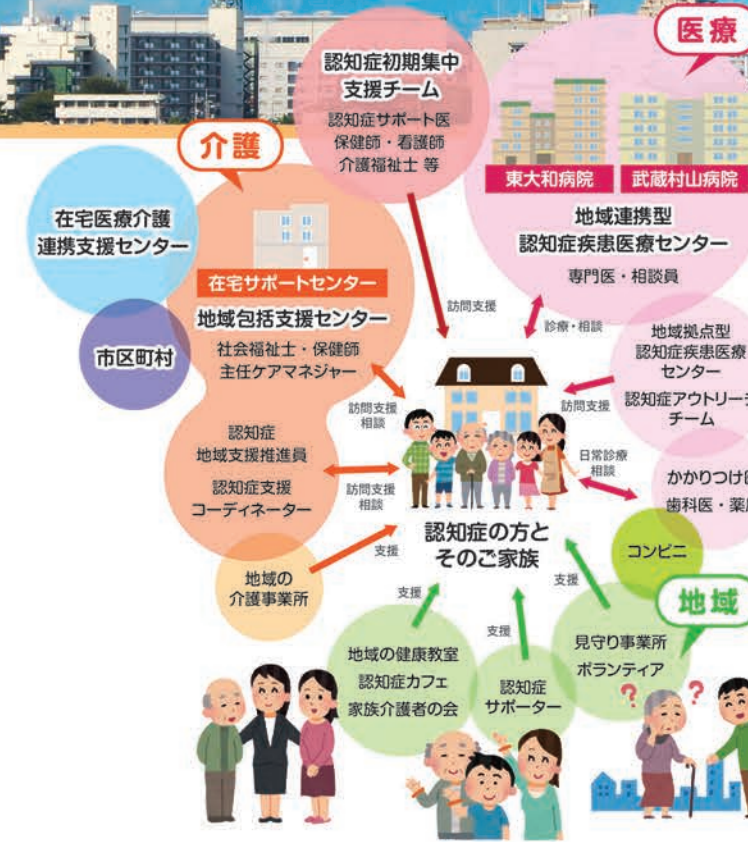 医療
認知症初期集中
支援チーム
認知症サポート医
保健師・看護師
介護福祉士 等
介護
東大和病院
武蔵村山病院
地域連携型
認知症疾患医療センター
専門医・相談員
在宅医療介護
連携支援センター
在宅サポートセンター
地域包括支援センター
社会福祉士・保健師
主任ケアマネジャー
市区町村
訪問支援
診療・相談
地域拠点型
認知症疾患医療
センター
認知症アウトリーチ
チーム
訪問支援
訪問支援
相談
認知症
地域支援推進員
認知症支援
コーディネーター
訪問支援
相談
日常診療
相談
かかりつけ
歯科医・薬
認知症の方と
そのご家族
コンビニ
地域の
介護事業所
支援
地域
支援
地域の健康教室
認知症カフェ
家族介護者の会
支援
認知症
サポーター
支援
見守り事業所
ボランティア
? ?